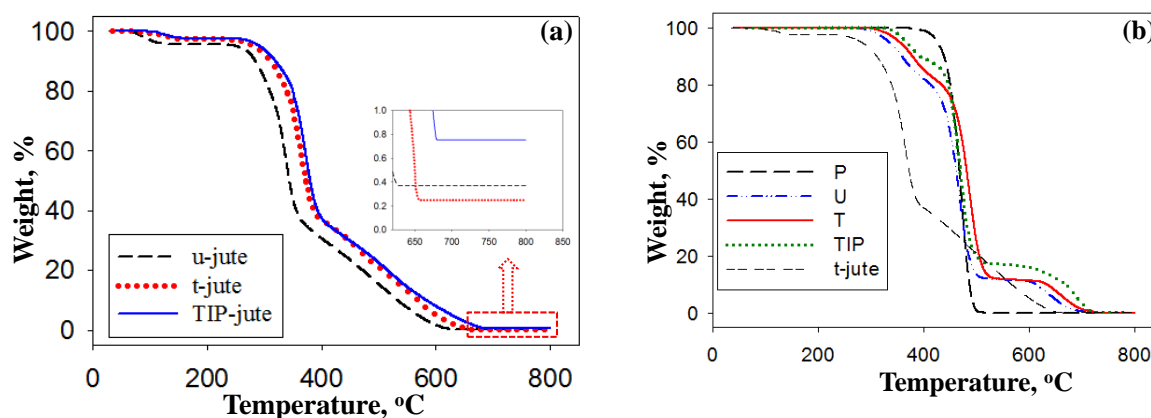 (a)
100
80
60
40
20
0
Weight, %
u-jute
t-jute
TIP-jute
1.0
0.8
0.6
0.4
0.2
0.0
650 700 750 800 850
0 200 400 600 800
Temperature, °C
(b)
100
80
60
40
20
0
Weight, %
P
U
T
TIP
t-jute
0 200 400 600 800
Temperature, °C